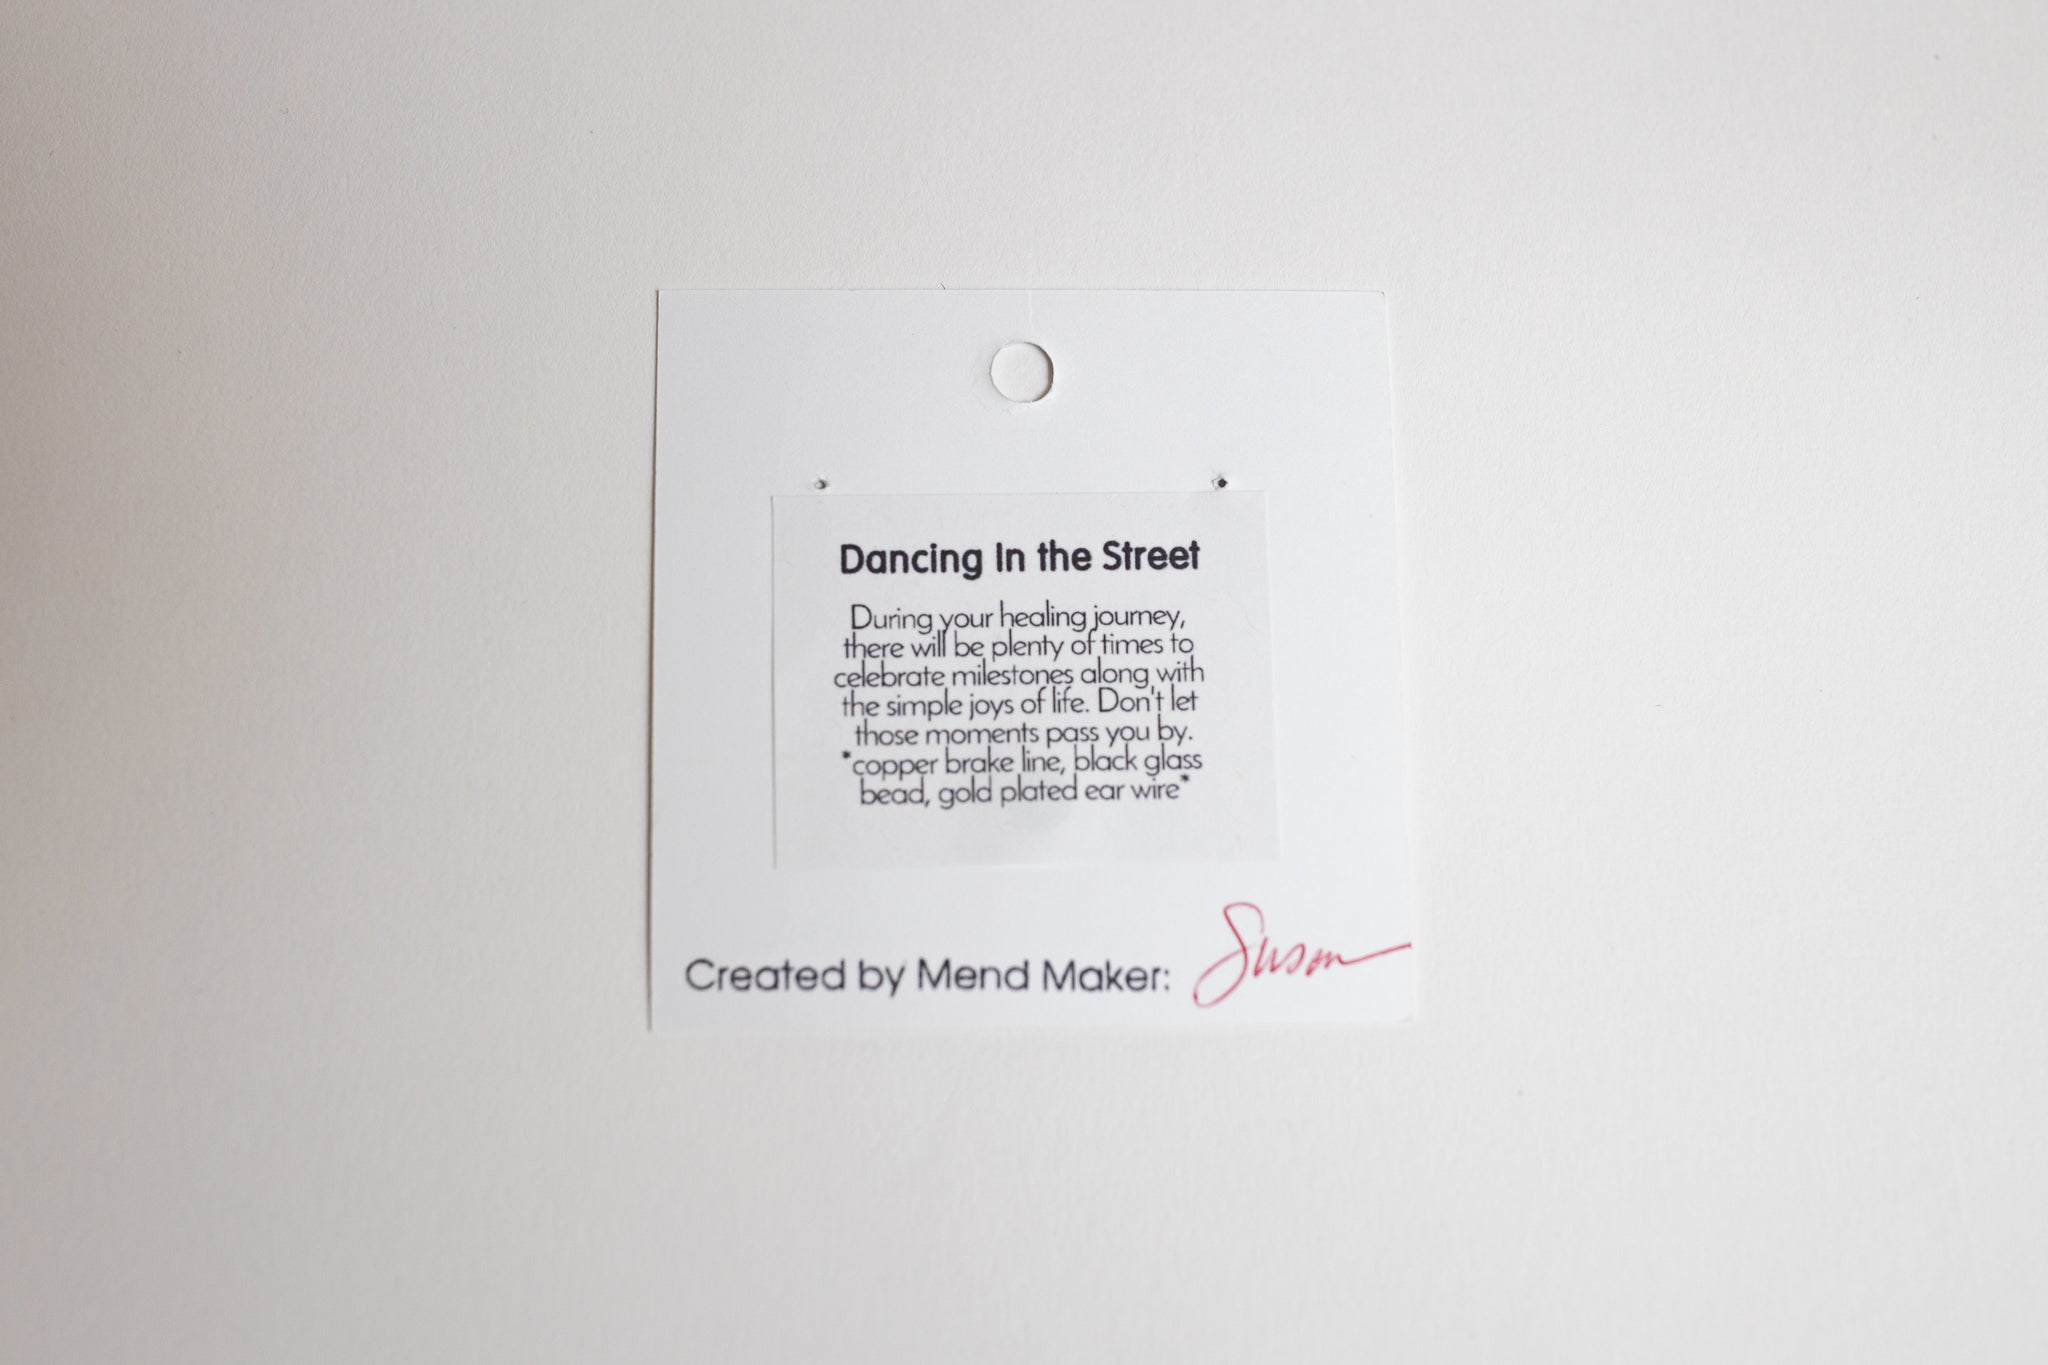 Dancing In the Street
During your healing journey,
there will be plenty of times to
celebrate milestones along with
the simple joys of life. Don't let
those moments pass you by.
*copper brake line, black glass
bead, gold plated ear wire*
Created by Mend Maker: Susan